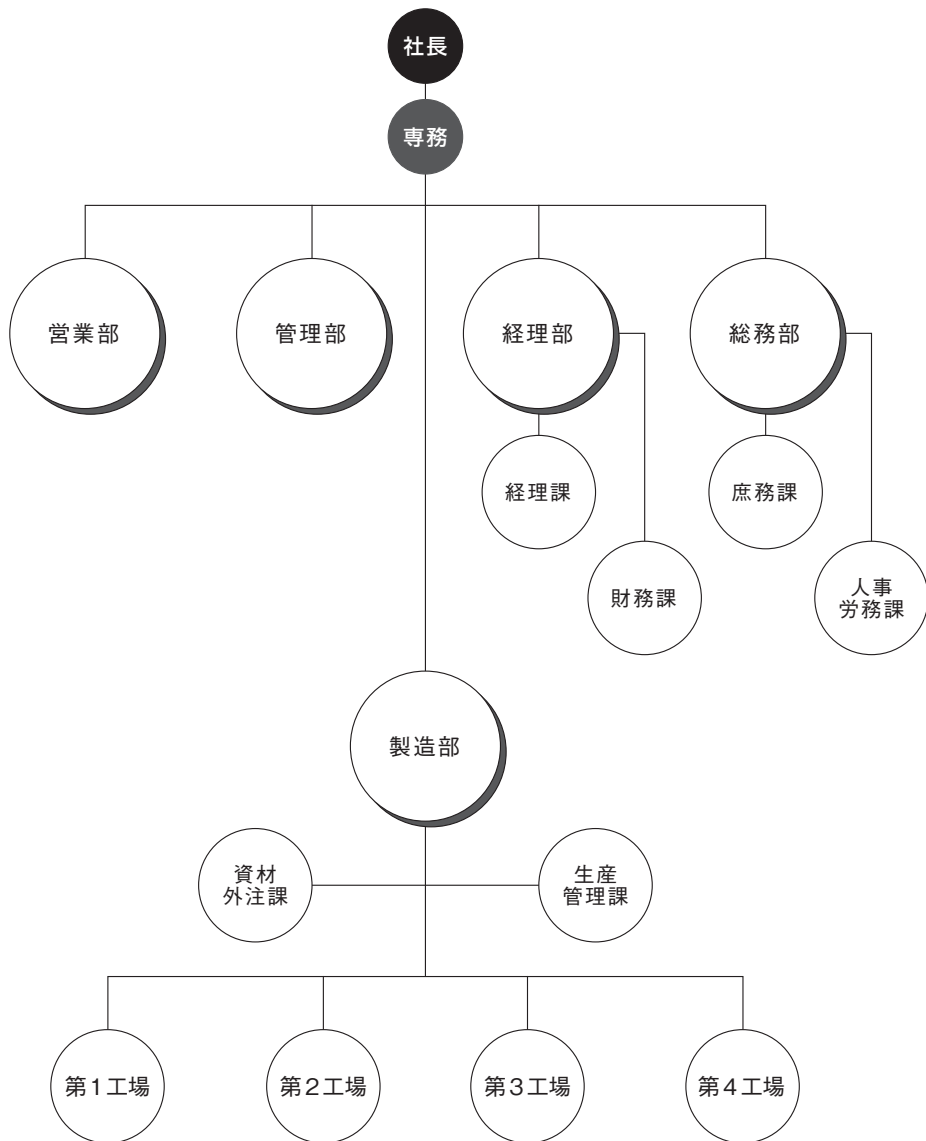 社長
専務
営業部
管理部
経理部
総務部
経理課
庶務課
財務課
人事
労務課
製造部
資材
外注課
生産
管理課
第1工場
第2工場
第3工場
第4工場